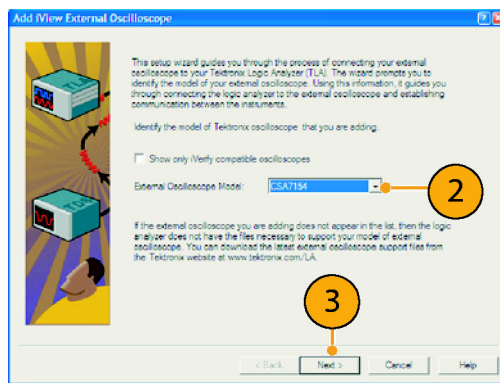 Add iView External Oscilloscope
This setup wizard guides you through the process of connecting your external
oscilloscope to your Tektronix Logic Analyzer (TLA). The wizard prompts you to
identify the model of your external oscilloscope. Using this information, it guides you
through connecting the logic analyzer to the external oscilloscope and establishing
communication between the instruments.
Identify the model of Tektronix oscilloscope that you are adding.
Show only iVerify compatible oscilloscopes
External Oscilloscope Model: CSA7154
2
If the external oscilloscope you are adding does not appear in the list, then the logic
analyzer does not have the files necessary to support your model of external
oscilloscope. You can download the latest external oscilloscope support files from
the Tektronix website at www.tektronix.com/LA.
3
< Back Next > Cancel Help
TLA
TDS